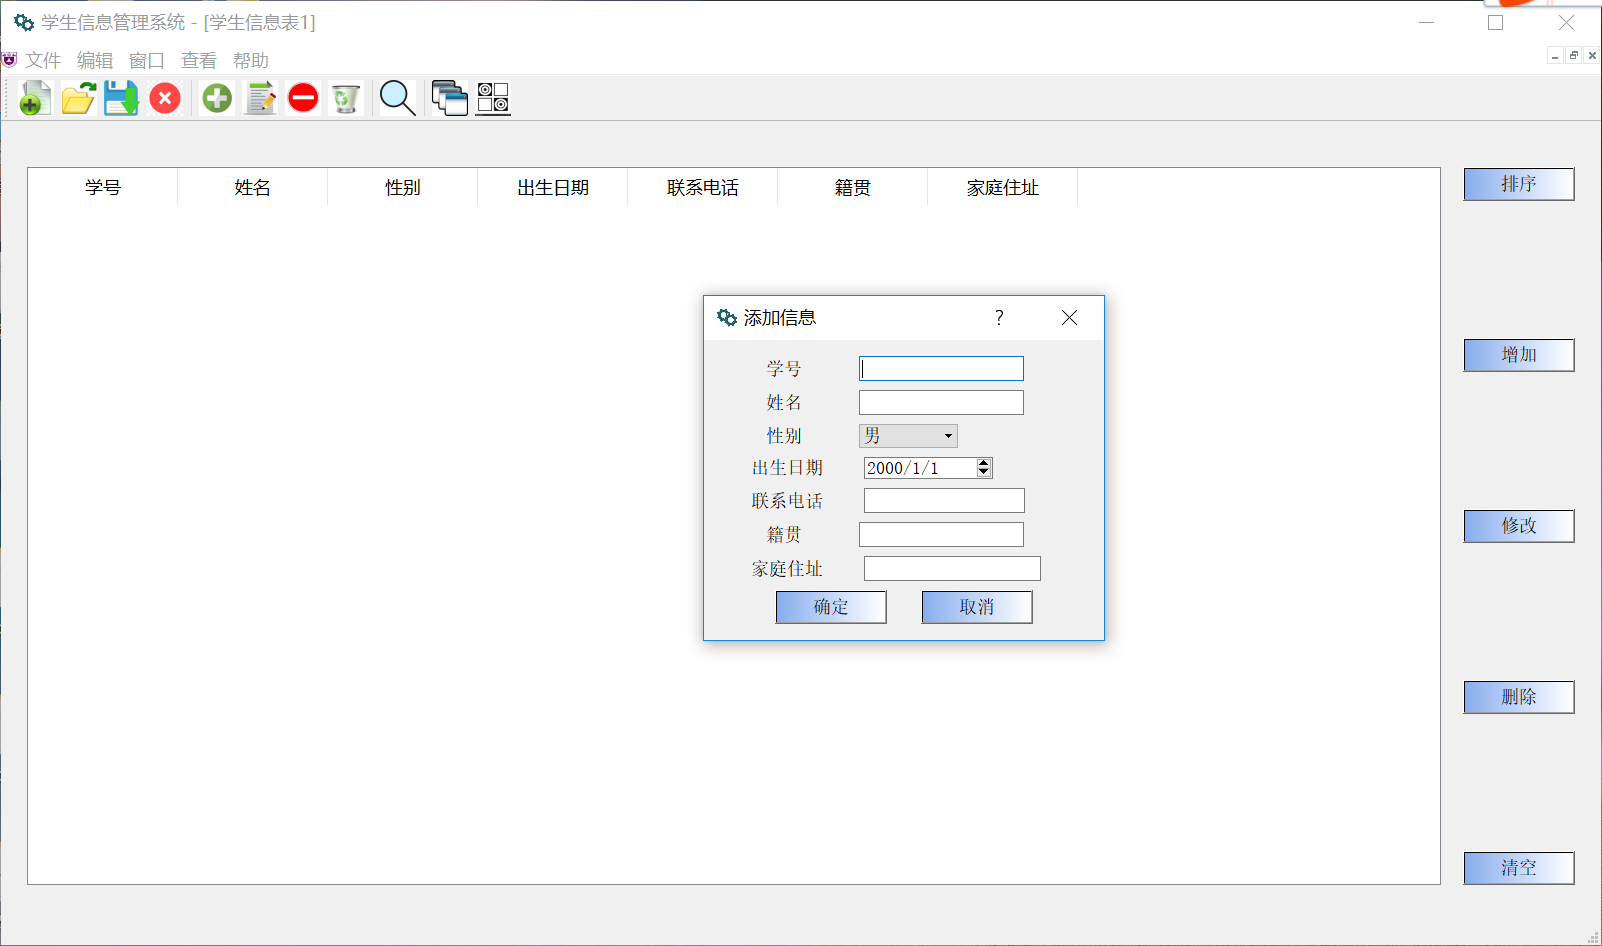 学生信息管理系统 - [学生信息表1]
文件 编辑 窗口 查看 帮助
学号 姓名 性别 出生日期 联系电话 籍贯 家庭住址
排序
添加信息 ?
学号
增加
姓名
性别 男
出生日期 2000/1/1
联系电话
修改
籍贯
家庭住址
确定 取消
删除
清空